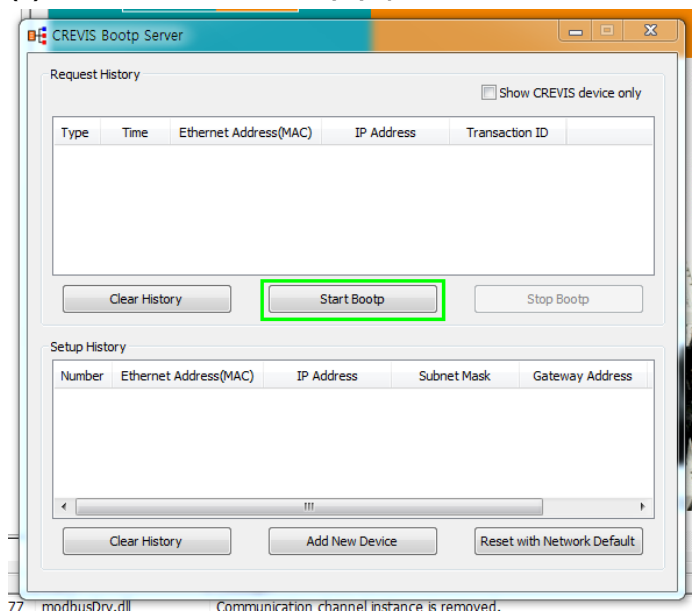 CREVIS Bootp Server
Request History
Show CREVIS device only
Type Time Ethernet Address(MAC) IP Address Transaction ID
Clear History Start Bootp Stop Bootp
Setup History
Number Ethernet Address(MAC) IP Address Subnet Mask Gateway Address
Clear History Add New Device Reset with Network Default
77 modbusDrv.dll Communication channel instance is removed.